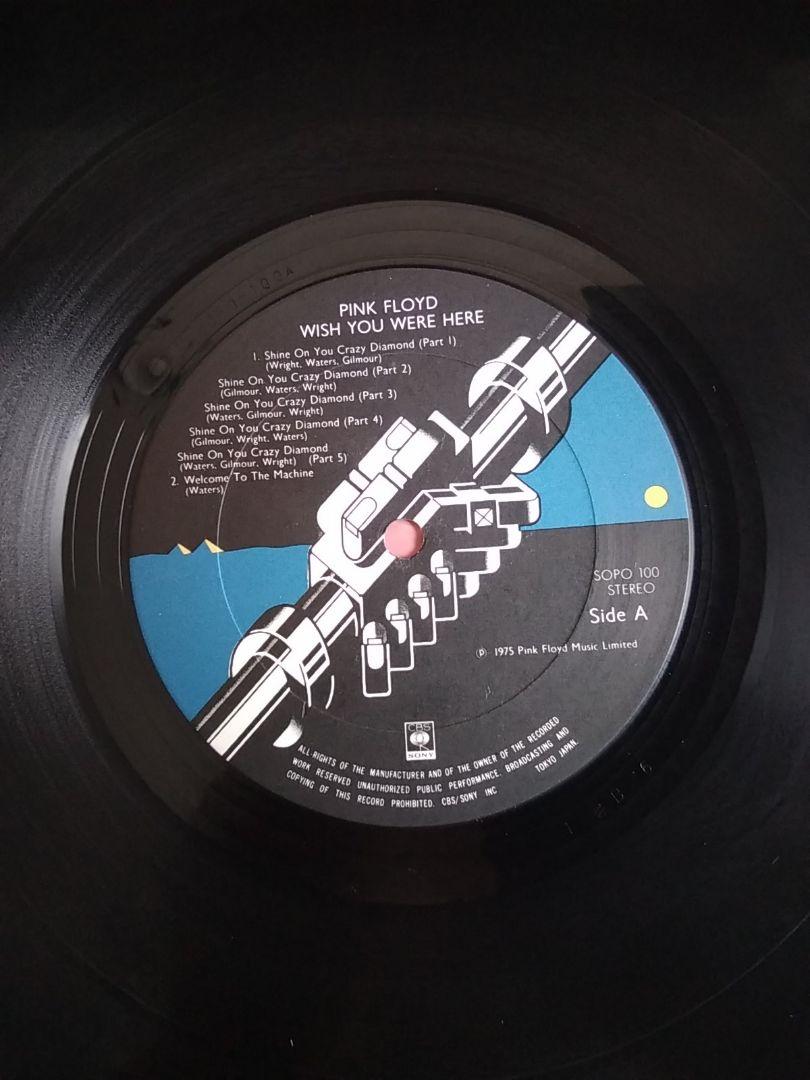 PINK FLOYD
WISH YOU WERE HERE
1. Shine On You Crazy Diamond (Part 1)
(Wright, Waters, Gilmour)
Shine On You Crazy Diamond (Part 2)
(Gilmour, Waters, Wright)
Shine On You Crazy Diamond (Part 3)
(Waters, Gilmour, Wright)
Shine On You Crazy Diamond (Part 4)
(Gilmour, Wright, Waters)
Shine On You Crazy Diamond
(Waters, Gilmour, Wright) (Part 5)
2. Welcome To The Machine
(Waters)
SOPO 100
STEREO
Side A
℗ 1975 Pink Floyd Music Limited
CBS
SONY
ALL RIGHTS OF THE MANUFACTURER AND OF THE OWNER OF THE RECORDED
WORK RESERVED UNAUTHORIZED PUBLIC PERFORMANCE. BROADCASTING AND
COPYING OF THIS RECORD PROHIBITED. CBS/SONY INC TOKYO JAPAN.